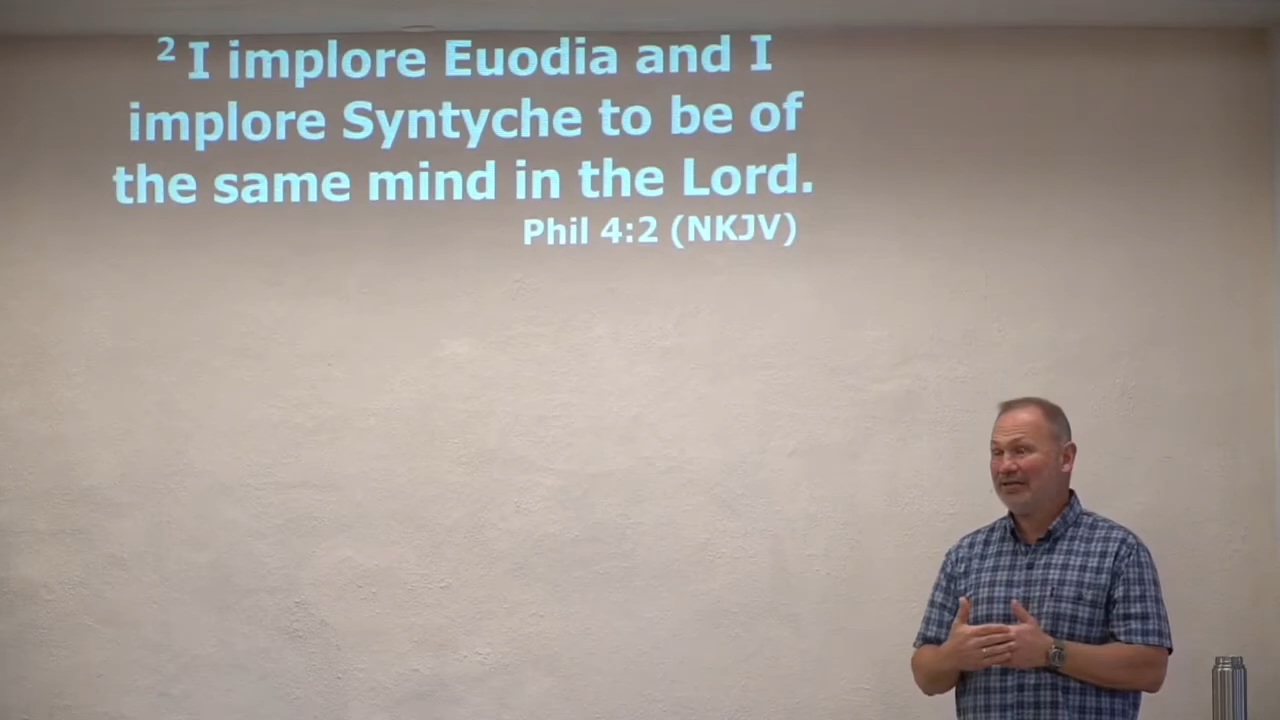 2 I implore Euodia and I
implore Syntyche to be of
the same mind in the Lord.
Phil 4:2 (NKJV)